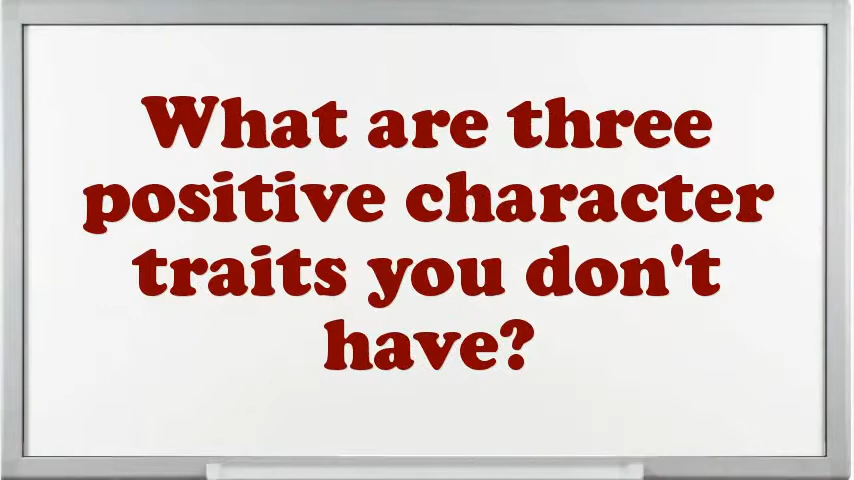 What are three
positive character
traits you don't
have?